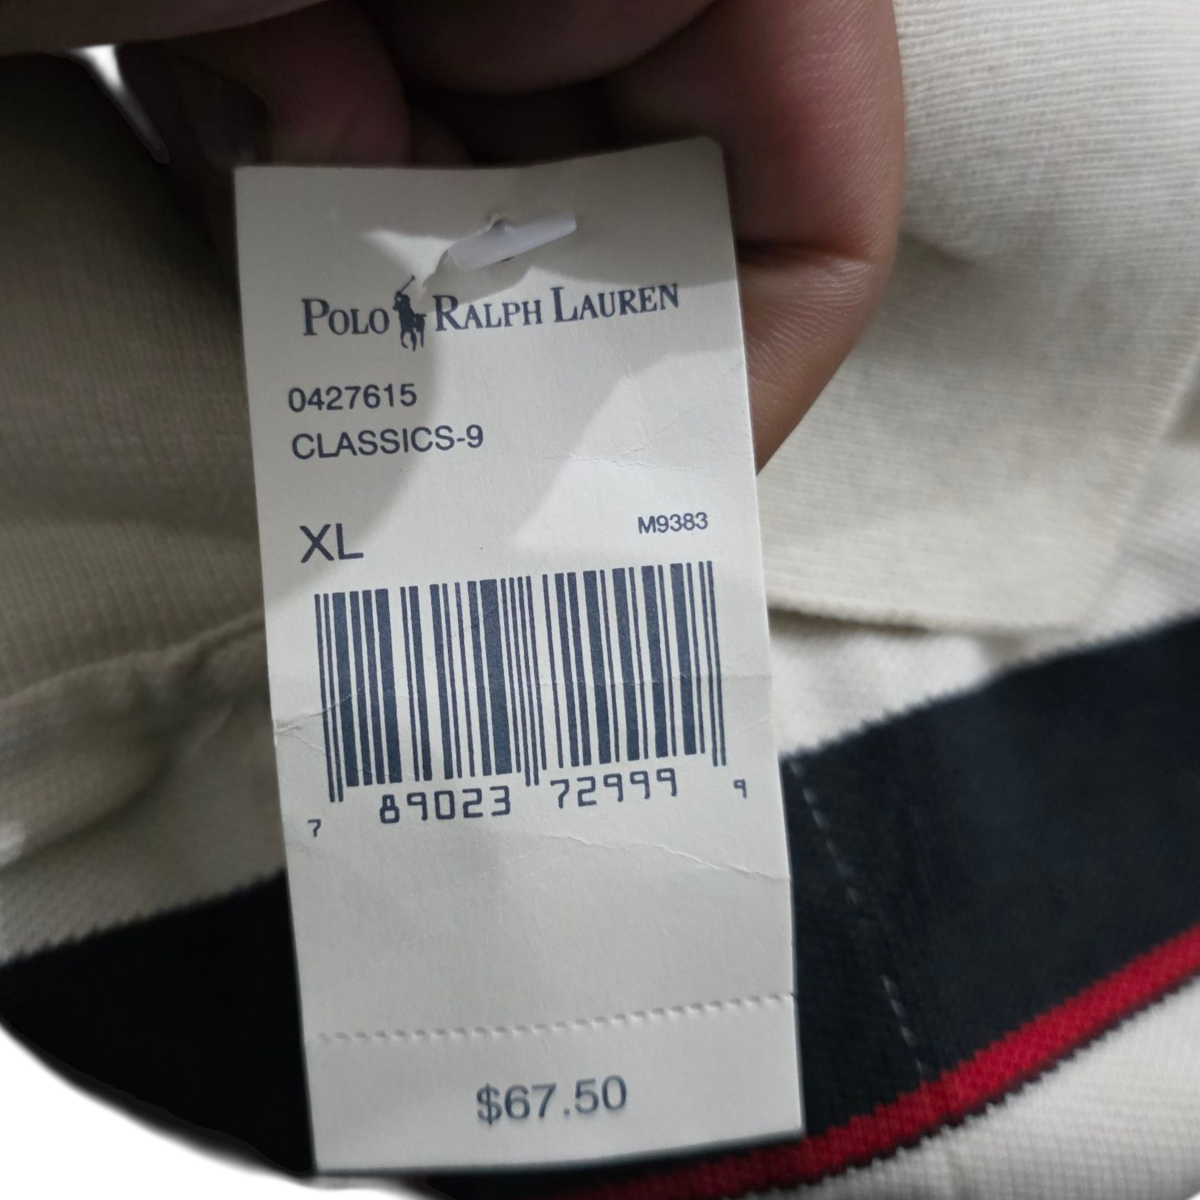 POLO RALPH LAUREN
0427615
CLASSICS-9
XL M9383
7 89023 72999 9
$67.50